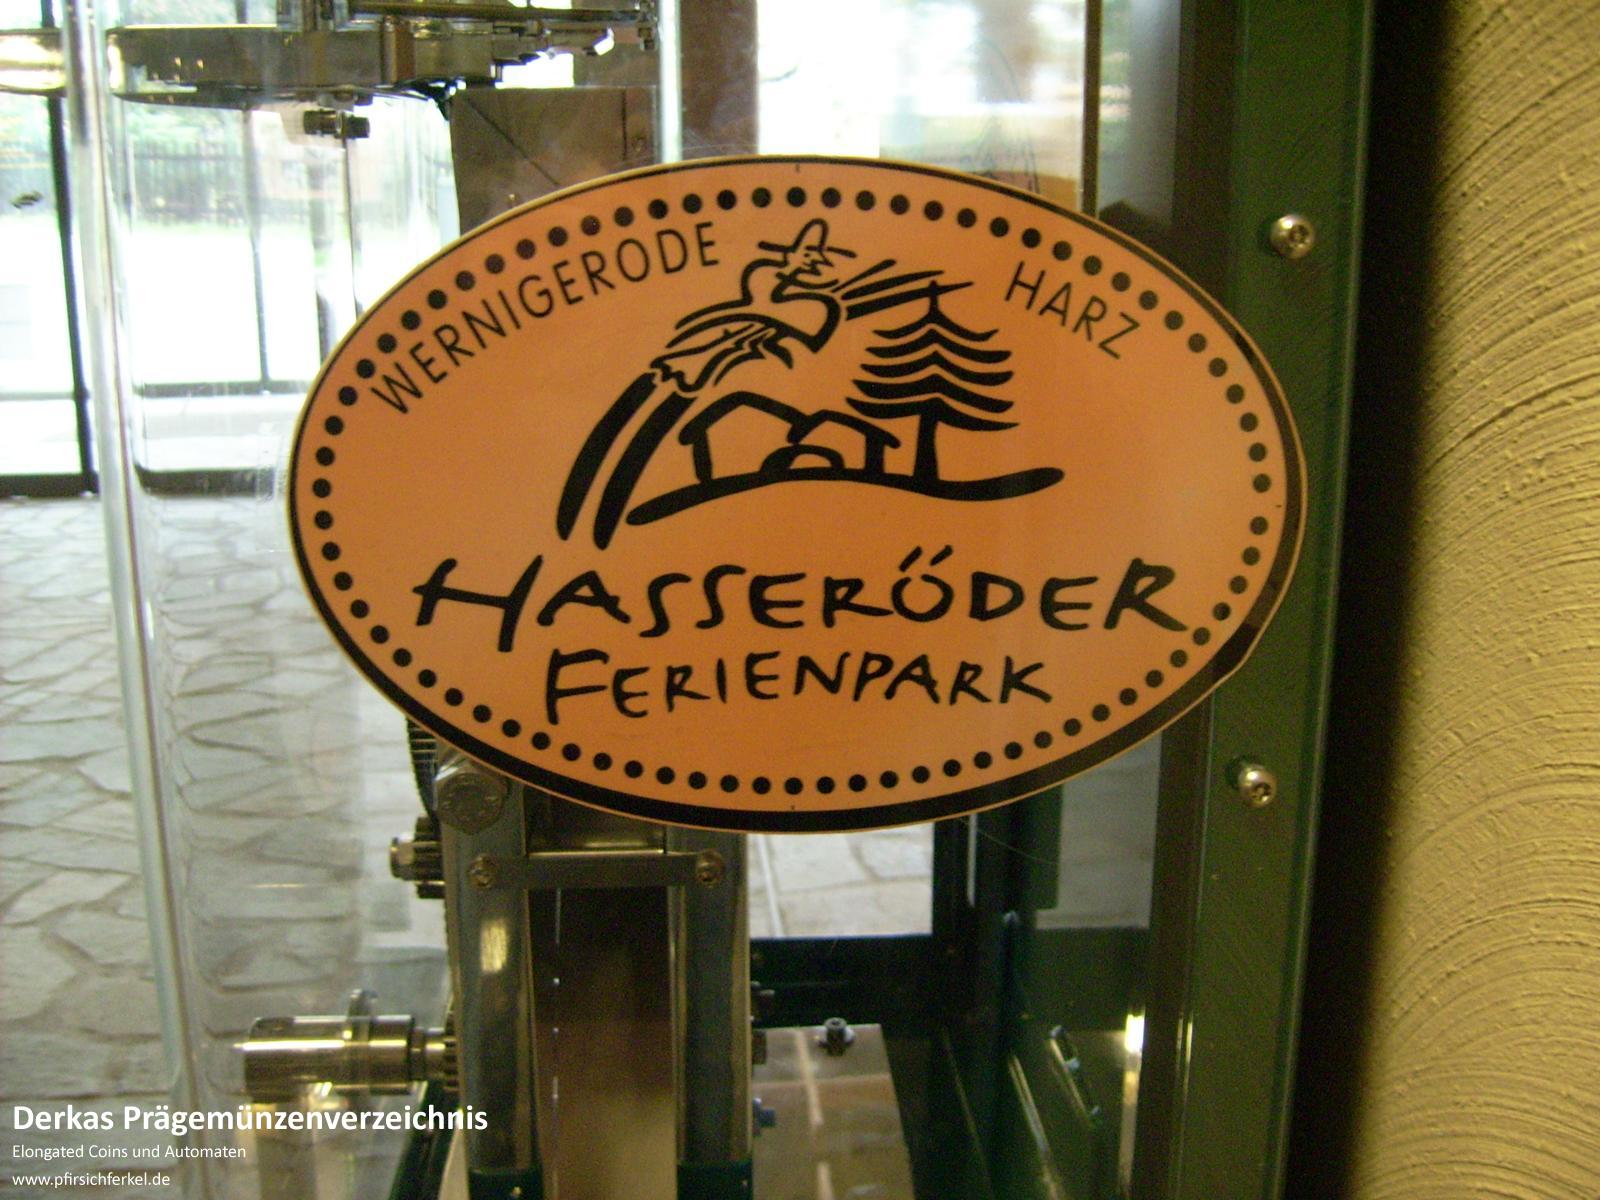 WERNIGERODE HARZ
HASSERÖDER
FERIENPARK
Derkas Prägemünzenverzeichnis
Elongated Coins und Automaten
www.pfirsichferkel.de